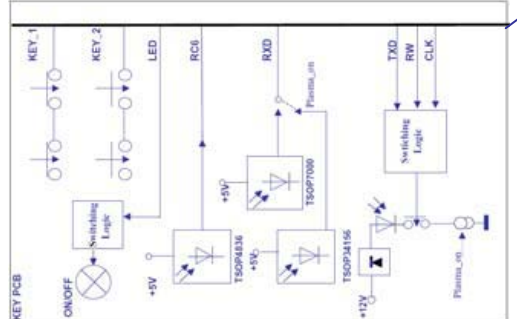 KEY_1
KEY_2
LED
RC6
RXD
TXD
RW
CLK
Plasma_on
Switching
Logic
+5V
TSOP7000
Switching
Logic
+5V
TSOP4836
+5V
TSOP34156
+12V
Plasma_on
ON/OFF
KEY PCB